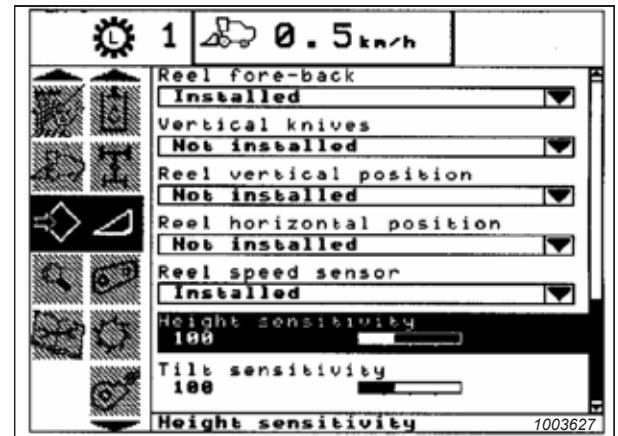 L 1 0.5km/h
Reel fore-back
Installed
Vertical knives
Not installed
Reel vertical position
Not installed
Reel horizontal position
Not installed
Reel speed sensor
Installed
Height sensitivity
100
Tilt sensitivity
100
Height sensitivity
1003627